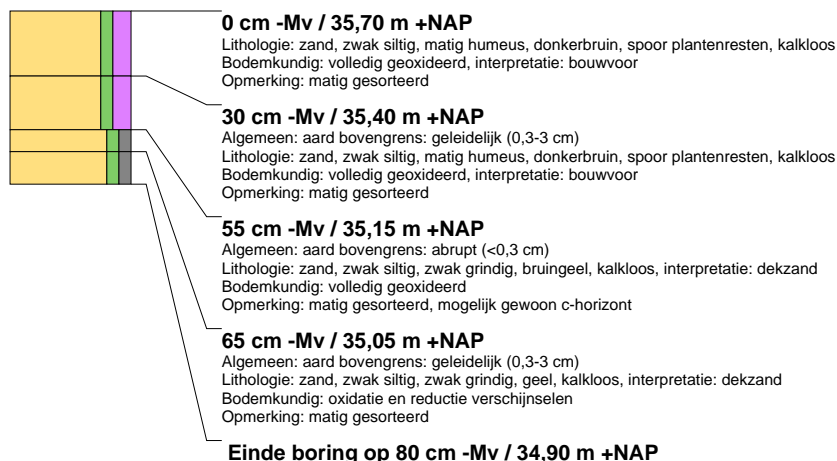 0 cm -Mv / 35,70 m +NAP
Lithologie: zand, zwak siltig, matig humeus, donkerbruin, spoor plantenresten, kalkloos
Bodemkundig: volledig geoxideerd, interpretatie: bouwvoor
Opmerking: matig gesorteerd
30 cm -Mv / 35,40 m +NAP
Algemeen: aard bovengrens: geleidelijk (0,3-3 cm)
Lithologie: zand, zwak siltig, matig humeus, donkerbruin, spoor plantenresten, kalkloos
Bodemkundig: volledig geoxideerd, interpretatie: bouwvoor
Opmerking: matig gesorteerd
55 cm -Mv / 35,15 m +NAP
Algemeen: aard bovengrens: abrupt (<0,3 cm)
Lithologie: zand, zwak siltig, zwak grindig, bruingeel, kalkloos, interpretatie: dekzand
Bodemkundig: volledig geoxideerd
Opmerking: matig gesorteerd, mogelijk gewoon c-horizont
65 cm -Mv / 35,05 m +NAP
Algemeen: aard bovengrens: geleidelijk (0,3-3 cm)
Lithologie: zand, zwak siltig, zwak grindig, geel, kalkloos, interpretatie: dekzand
Bodemkundig: oxidatie en reductie verschijnselen
Opmerking: matig gesorteerd
Einde boring op 80 cm -Mv / 34,90 m +NAP